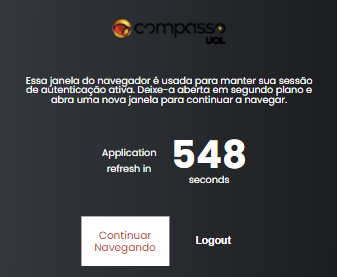 compasso
UOL
Essa janela do navegador é usada para manter sua sessão
de autenticação ativa. Deixe-a aberta em segundo plano e
abra uma nova janela para continuar a navegar.
Application
refresh in
548
seconds
Continuar
Navegando
Logout